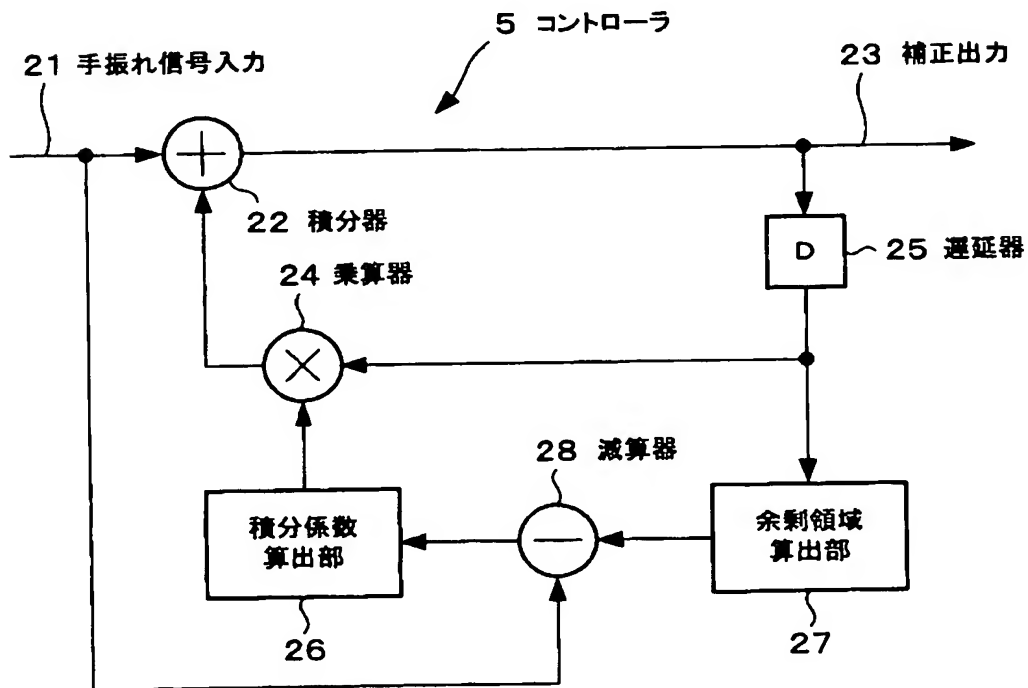 5 コントローラ
21 手振れ信号入力
23 補正出力
22 積分器
24 乗算器
D
25 遅延器
28 減算器
積分係数
算出部
余剰領域
算出部
26
27